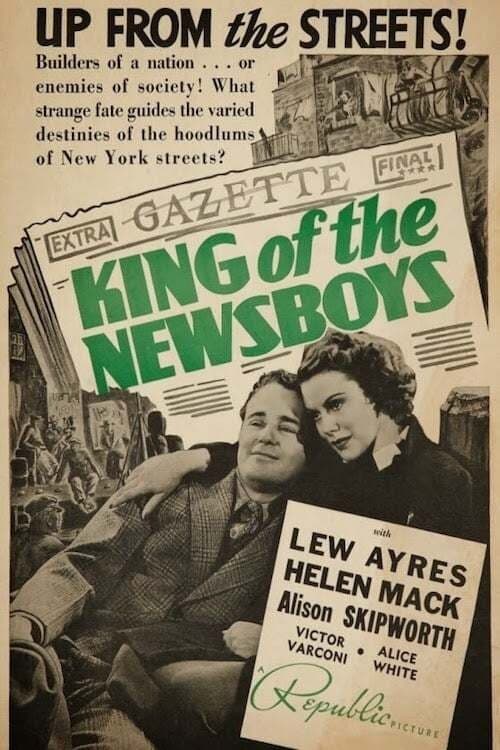 UP FROM the STREETS!
Builders of a nation . . . or
enemies of society! What
strange fate guides the varied
destinies of the hoodlums
of New York streets?
EXTRA GAZETTE FINAL
****
KING of the
NEWSBOYS
with
LEW AYRES
HELEN MACK
Alison SKIPWORTH
VICTOR VARCONI • ALICE WHITE
A Republic PICTURE